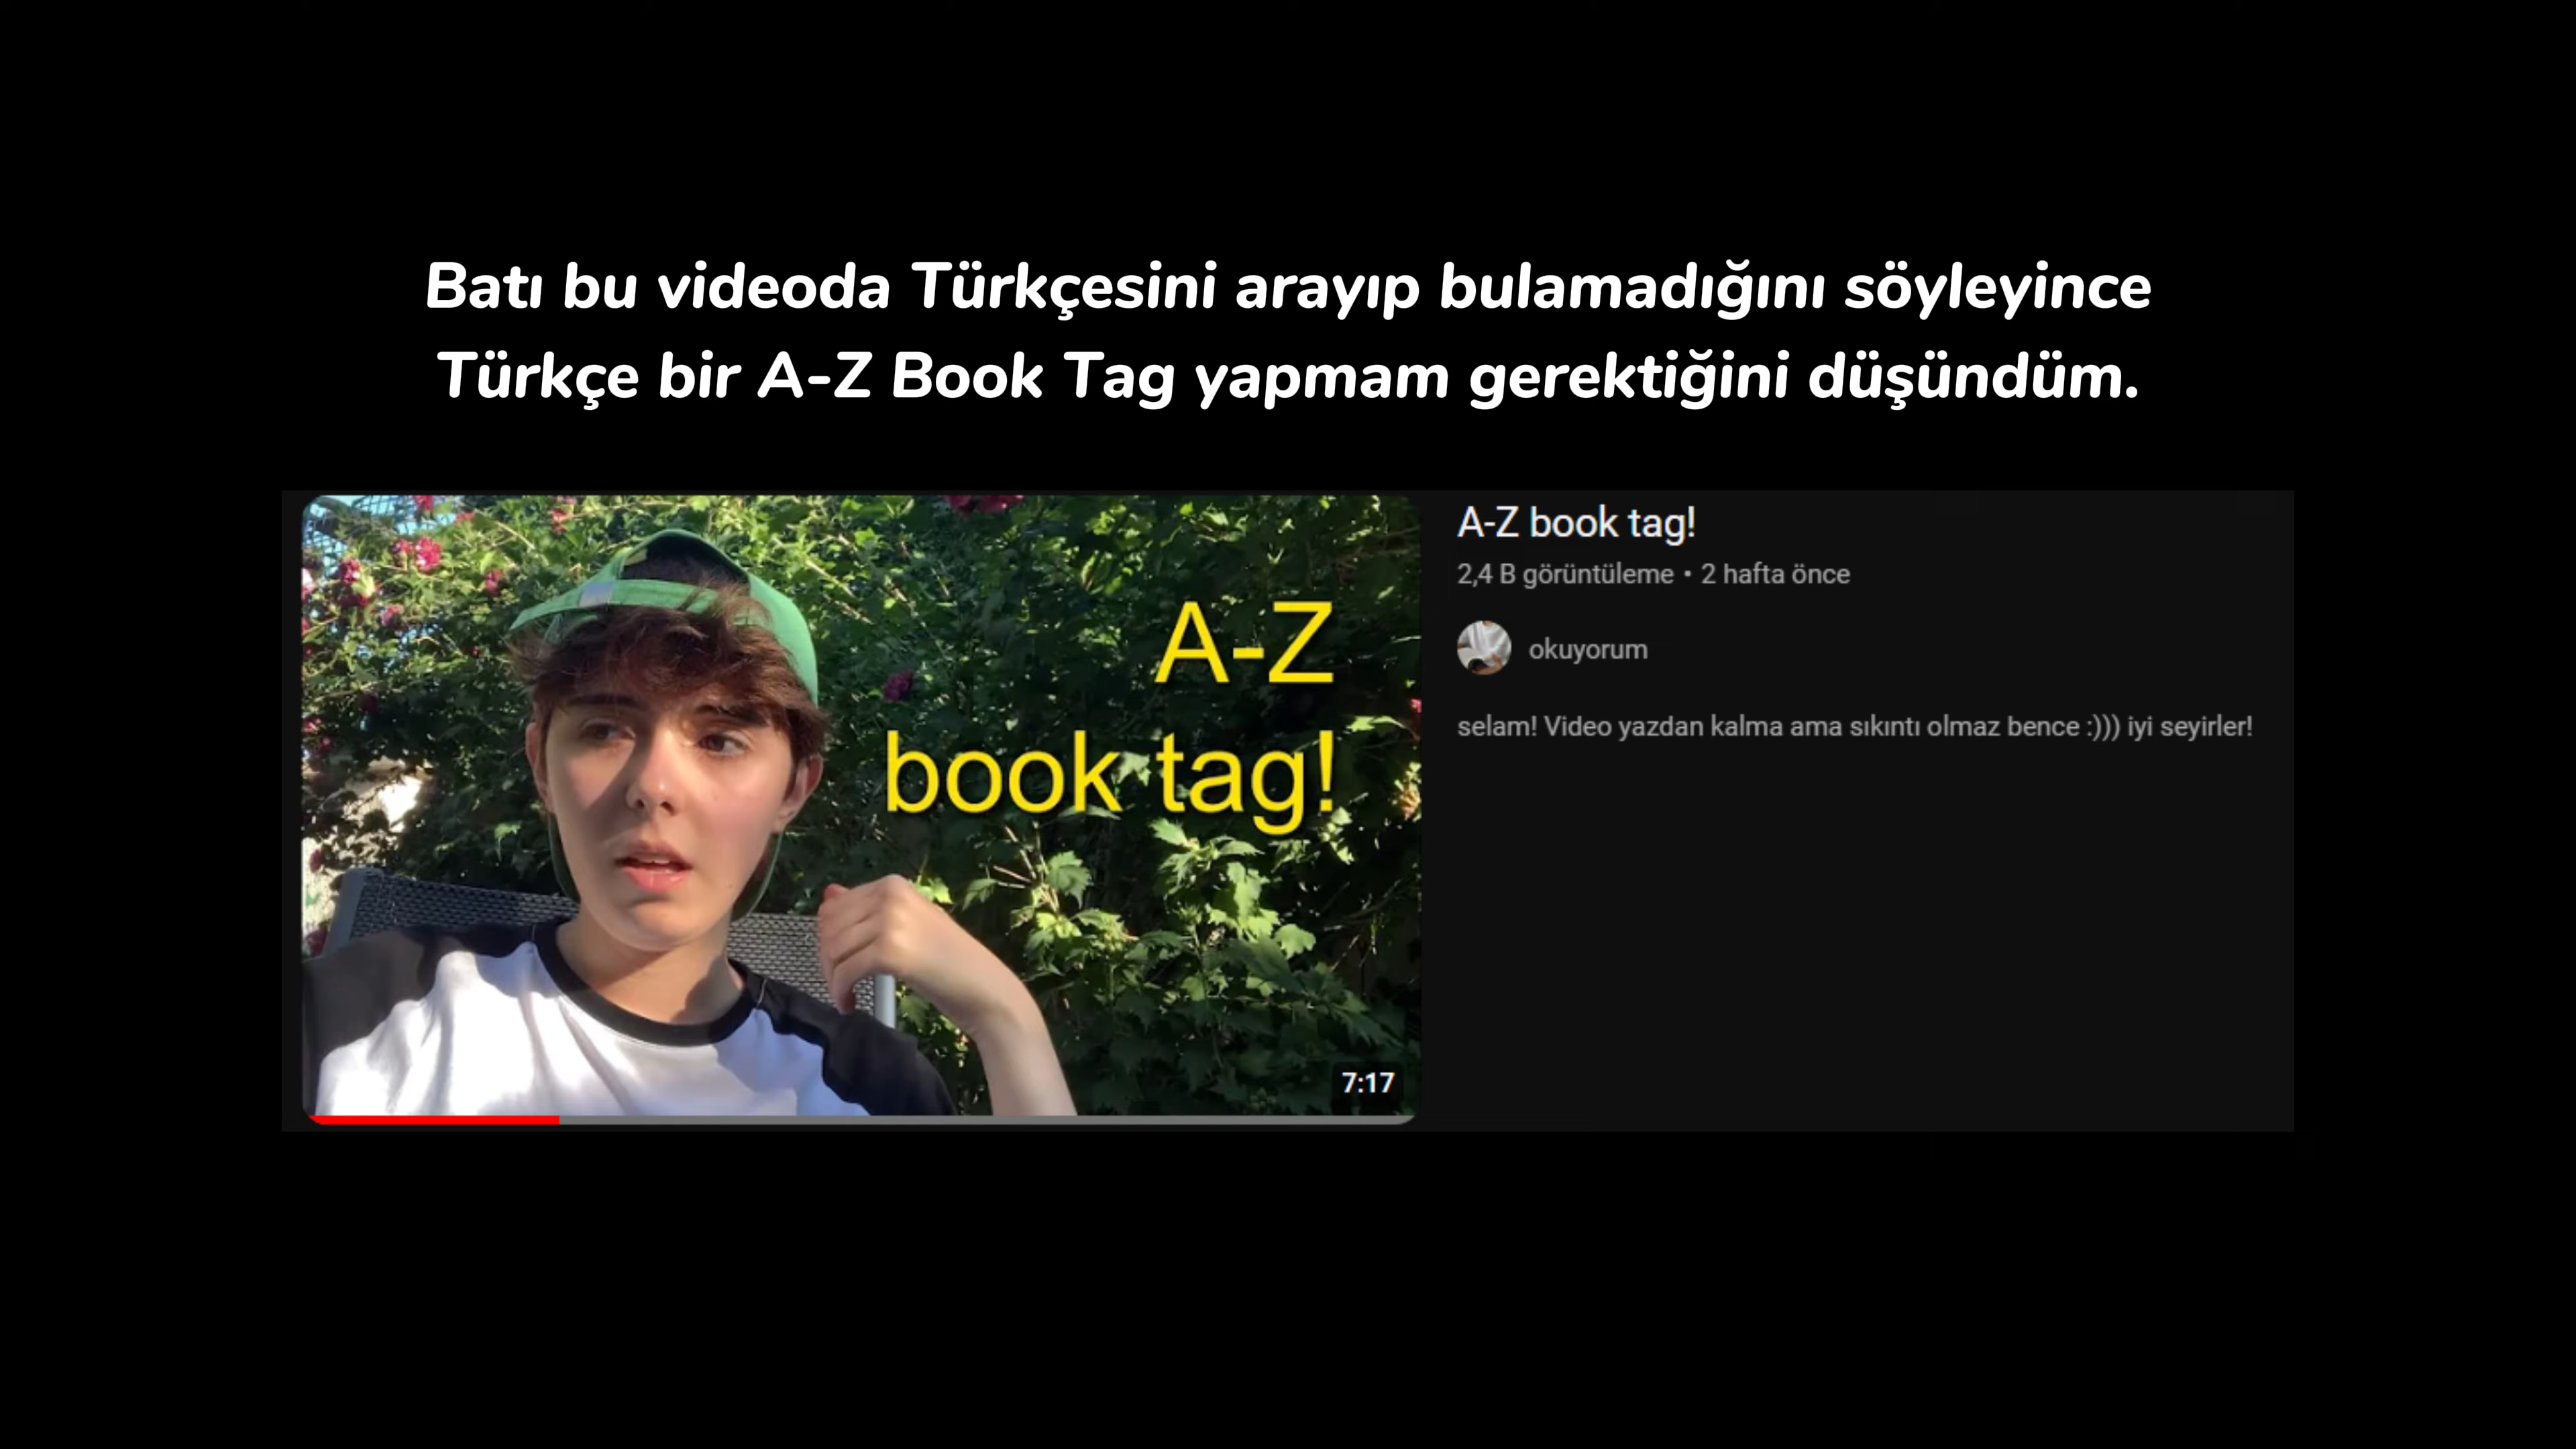 Batı bu videoda Türkçesini arayıp bulamadığını söyleyince
Türkçe bir A-Z Book Tag yapmam gerektiğini düşündüm.
A-Z
book tag!
7:17
A-Z book tag!
2,4 B görüntüleme • 2 hafta önce
okuyorum
selam! Video yazdan kalma ama sıkıntı olmaz bence :))) iyi seyirler!